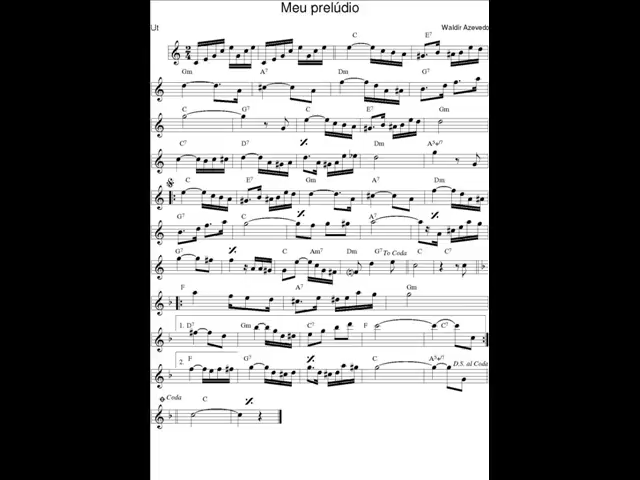 Meu prelúdio
Ut
Waldir Azevedo
C E7
Gm A7 Dm G7
C G7 C E7 Gm
C7 D7 Dm
C E7 Gm A7 Dm
G7 C A7
G7 C Am7 Dm G7 To Coda C
F A7 Gm
1. D7 Gm C7 F C7
2. F G7 C D.S. al Coda
Coda C